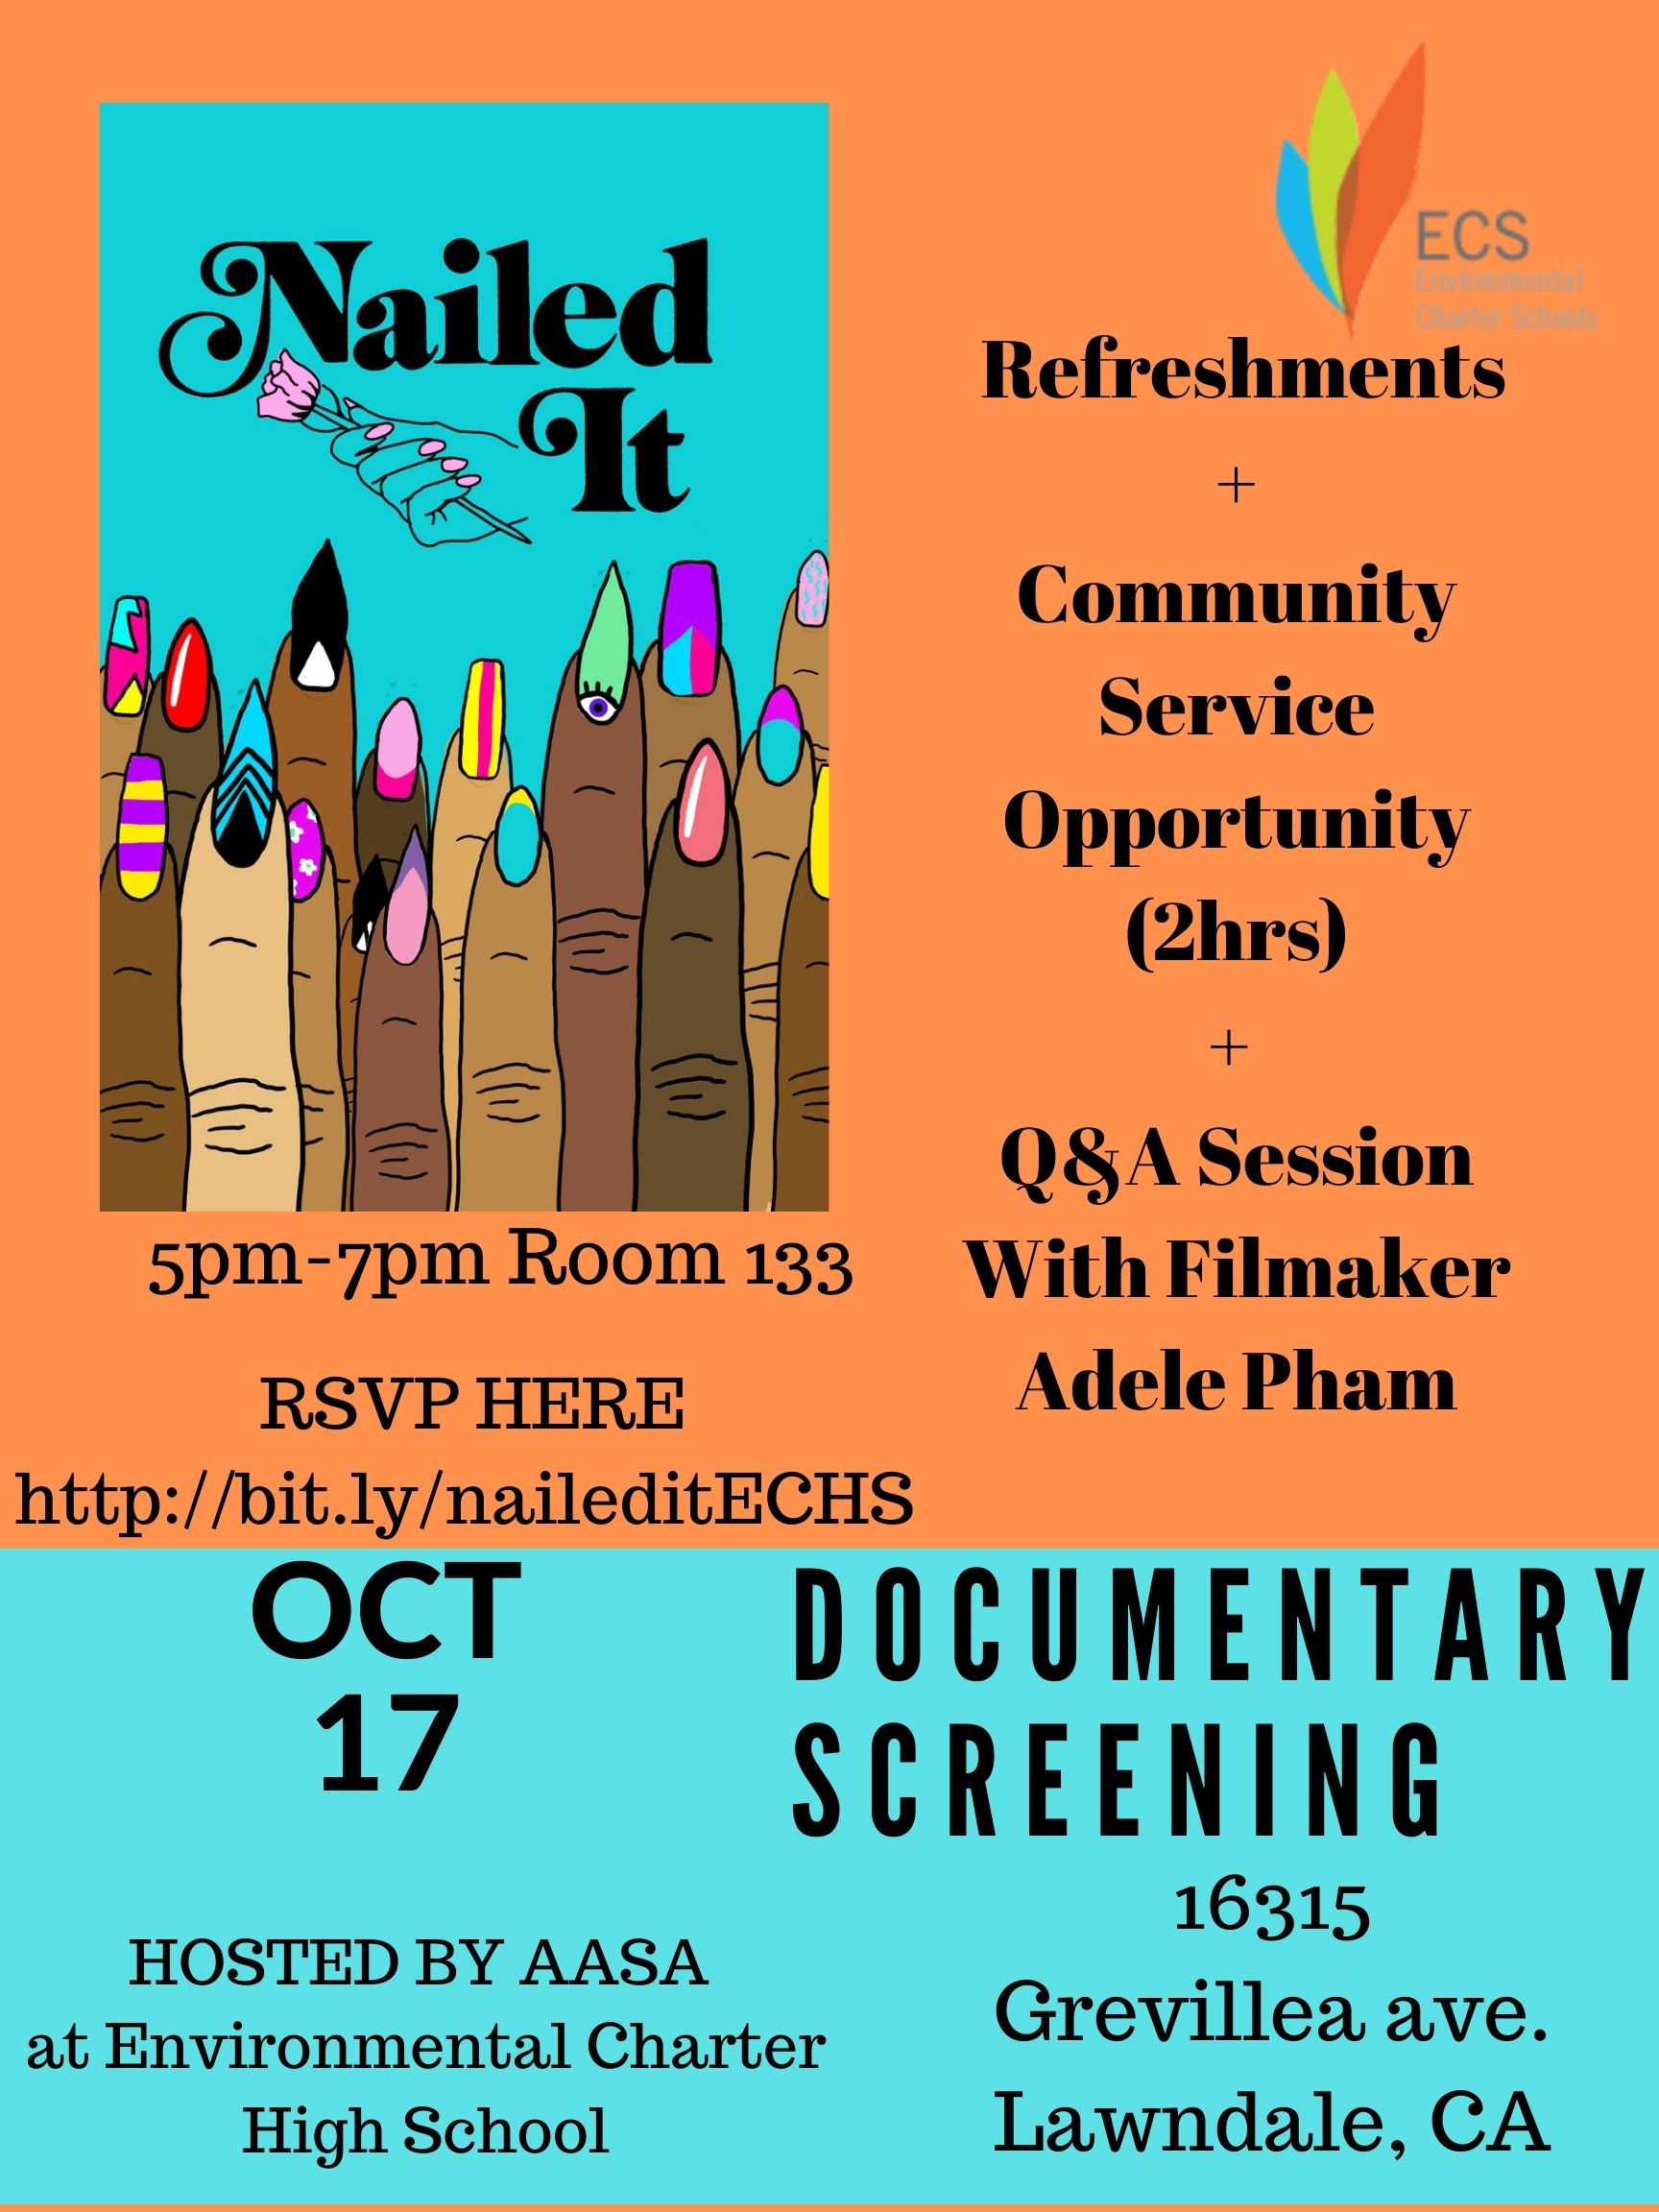 Nailed
It
ECS
Environmental
Charter Schools
Refreshments
+
Community
Service
Opportunity
(2hrs)
+
Q&A Session
With Filmaker
Adele Pham
5pm-7pm Room 133
RSVP HERE
http://bit.ly/naileditECHS
OCT
17
HOSTED BY AASA
at Environmental Charter
High School
DOCUMENTARY
SCREENING
16315
Grevillea ave.
Lawndale, CA